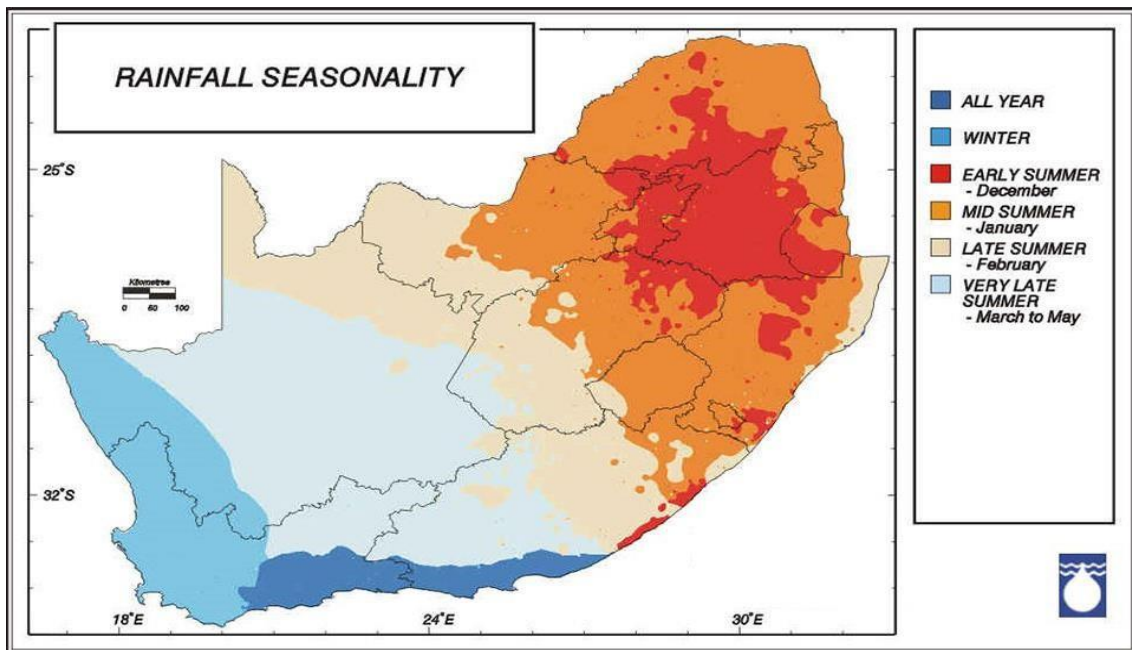 RAINFALL SEASONALITY
ALL YEAR
WINTER
EARLY SUMMER
- December
MID SUMMER
- January
LATE SUMMER
- February
VERY LATE
SUMMER
- March to May
25°S
Kilometres
0 60 100
32°S
18°E 24°E 30°E